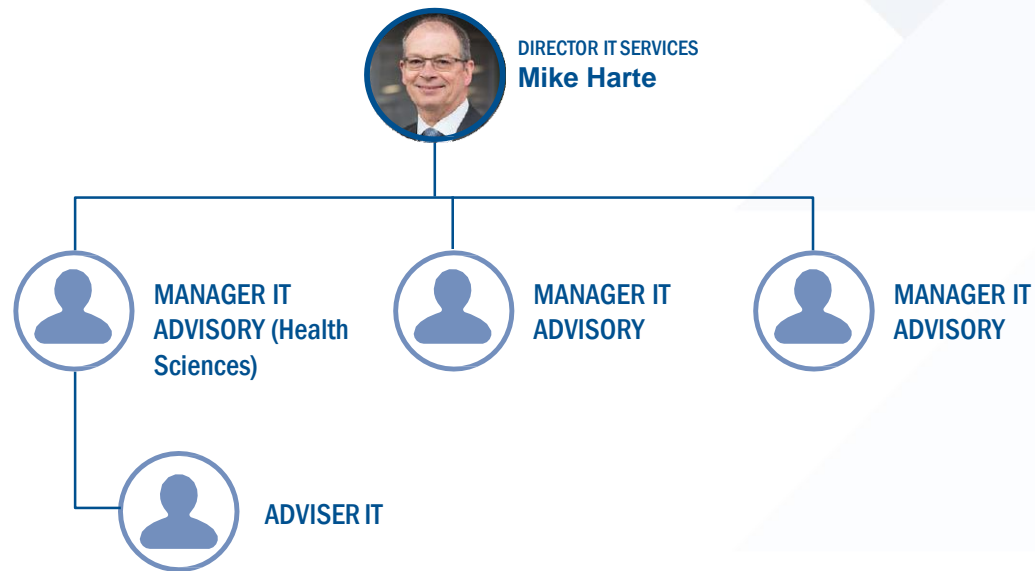 DIRECTOR IT SERVICES
Mike Harte
MANAGER IT
ADVISORY (Health
Sciences)
MANAGER IT
ADVISORY
MANAGER IT
ADVISORY
ADVISER IT